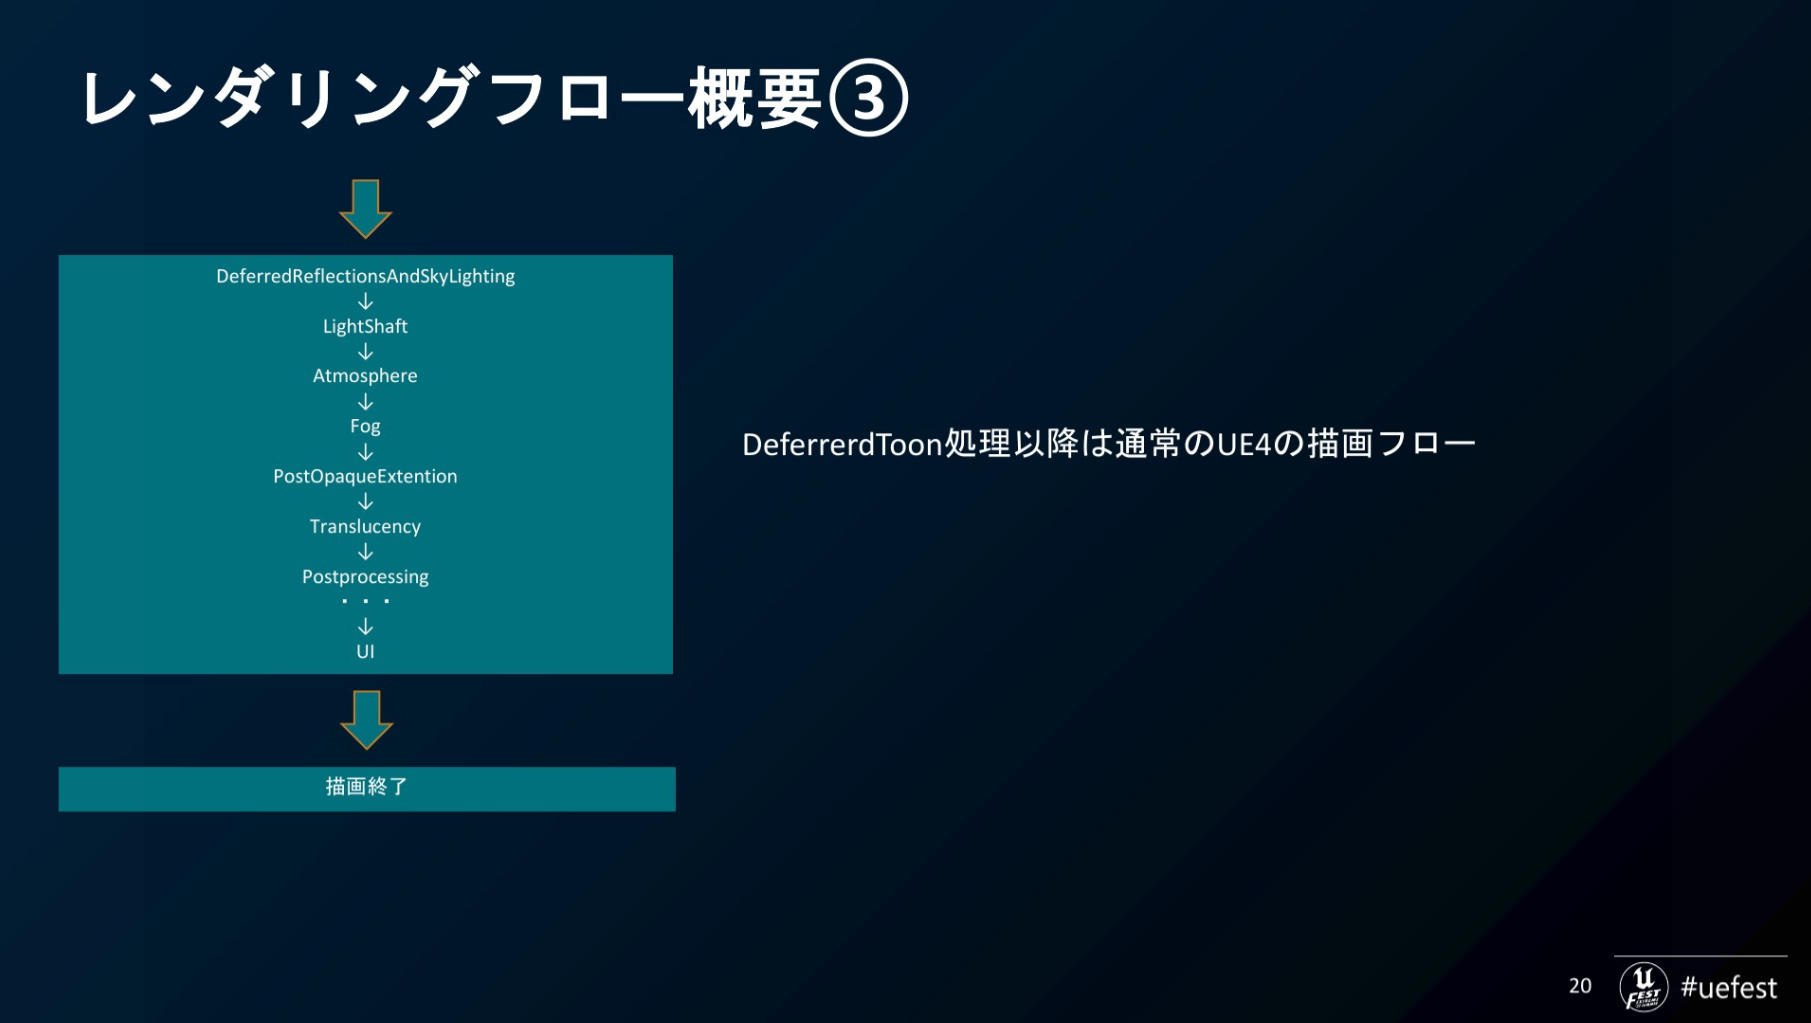 レンダリングフロー概要③
DeferredReflectionsAndSkyLighting
↓
LightShaft
↓
Atmosphere
↓
Fog
↓
PostOpaqueExtention
↓
Translucency
↓
Postprocessing
・・・
↓
UI
描画終了
DeferrerdToon処理以降は通常のUE4の描画フロー
20
U
FEST
#uefest